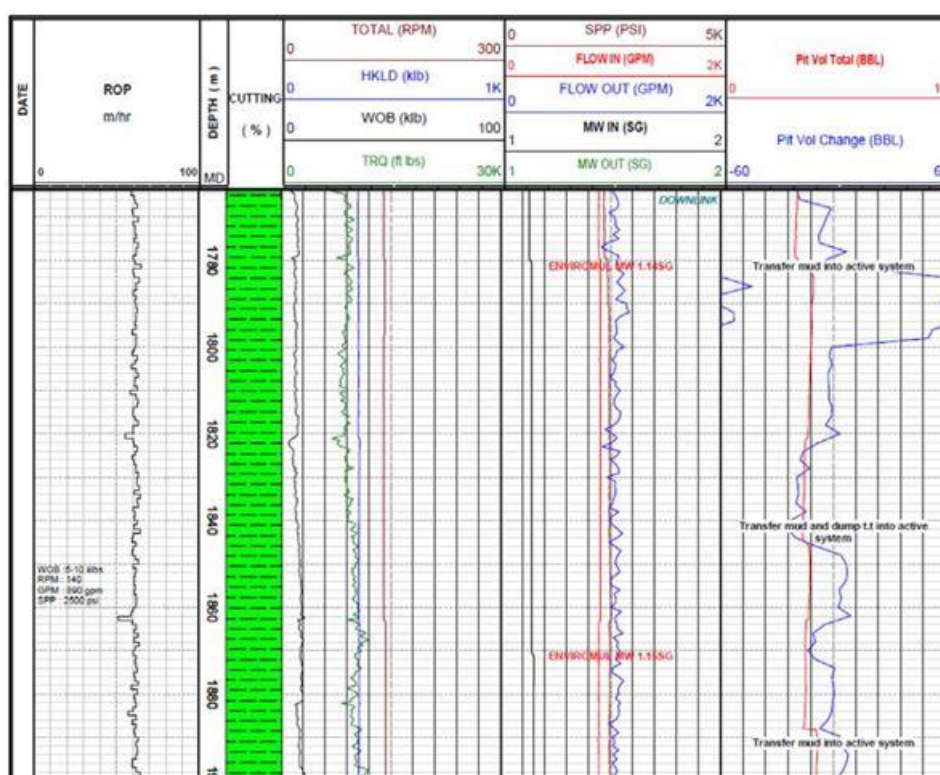 DATE
ROP
m/hr
0 100
DEPTH ( m )
MD
CUTTING
( % )
TOTAL (RPM)
0 300
HKLD (klb)
0 1K
WOB (klb)
0 100
TRQ (ft lbs)
0 30K
SPP (PSI)
0 5K
FLOW IN (GPM)
0 2K
FLOW OUT (GPM)
0 2K
MW IN (SG)
1 2
MW OUT (SG)
1 2
Pit Vol Total (BBL)
0 1
Pit Vol Change (BBL)
-60 6
DOWNLINK
1780
ENVIROMUL MW 1.14SG
Transfer mud into active system
1800
1820
1840
Transfer mud and dump t.t into active
system
WOB :5-10 klbs
RPM : 140
GPM : 890 gpm
SPP : 2500 psi
1860
ENVIROMUL MW 1.15SG
1880
Transfer mud into active system